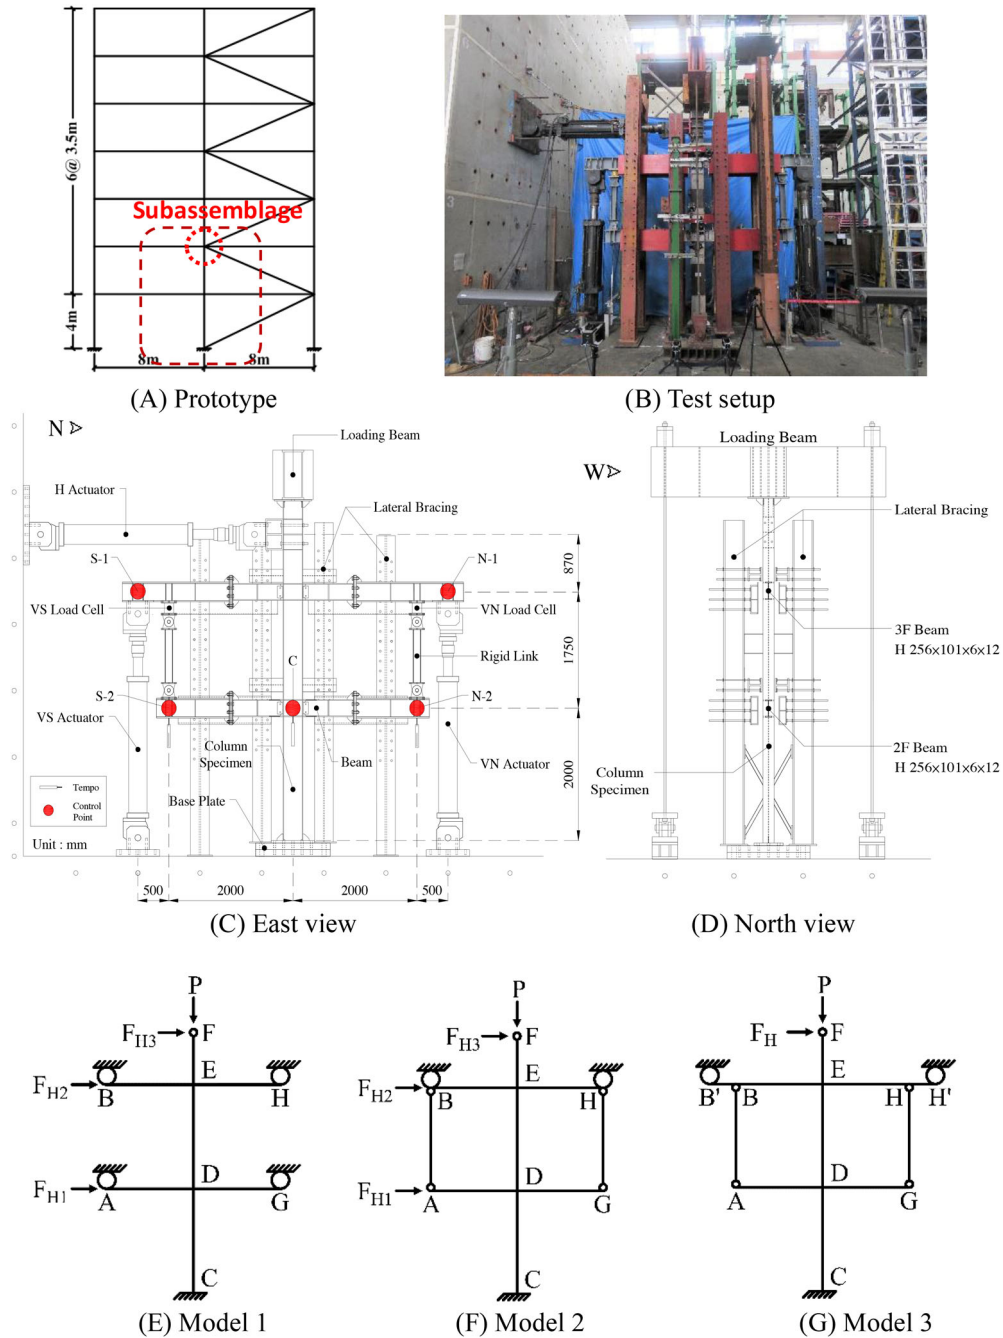 6@ 3.5m
Subassemblage
4m
8m
8m
(A) Prototype
(B) Test setup
N
Loading Beam
H Actuator
Lateral Bracing
S-1
N-1
870
VS Load Cell
VN Load Cell
C
Rigid Link
1750
S-2
N-2
VS Actuator
Column
Specimen
Beam
VN Actuator
2000
Tempo
Control
Point
Base Plate
Unit : mm
500
2000
2000
500
(C) East view
Loading Beam
W
Lateral Bracing
3F Beam
H 256x101x6x12
2F Beam
H 256x101x6x12
Column
Specimen
(D) North view
P
FH3
F
E
FH2
B
H
D
FH1
A
G
C
(E) Model 1
P
FH3
F
E
FH2
B
H
D
FH1
A
G
C
(F) Model 2
P
FH
F
E
B'
B
H
H'
D
A
G
C
(G) Model 3